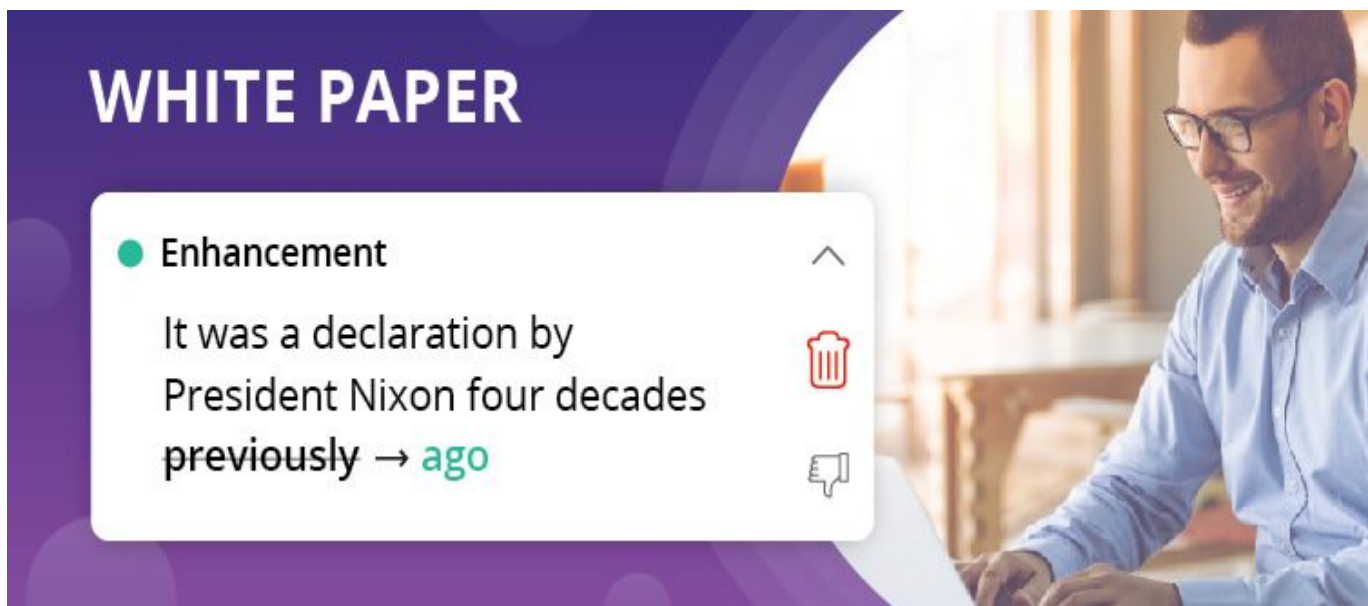 WHITE PAPER
Enhancement
It was a declaration by
President Nixon four decades
previously → ago